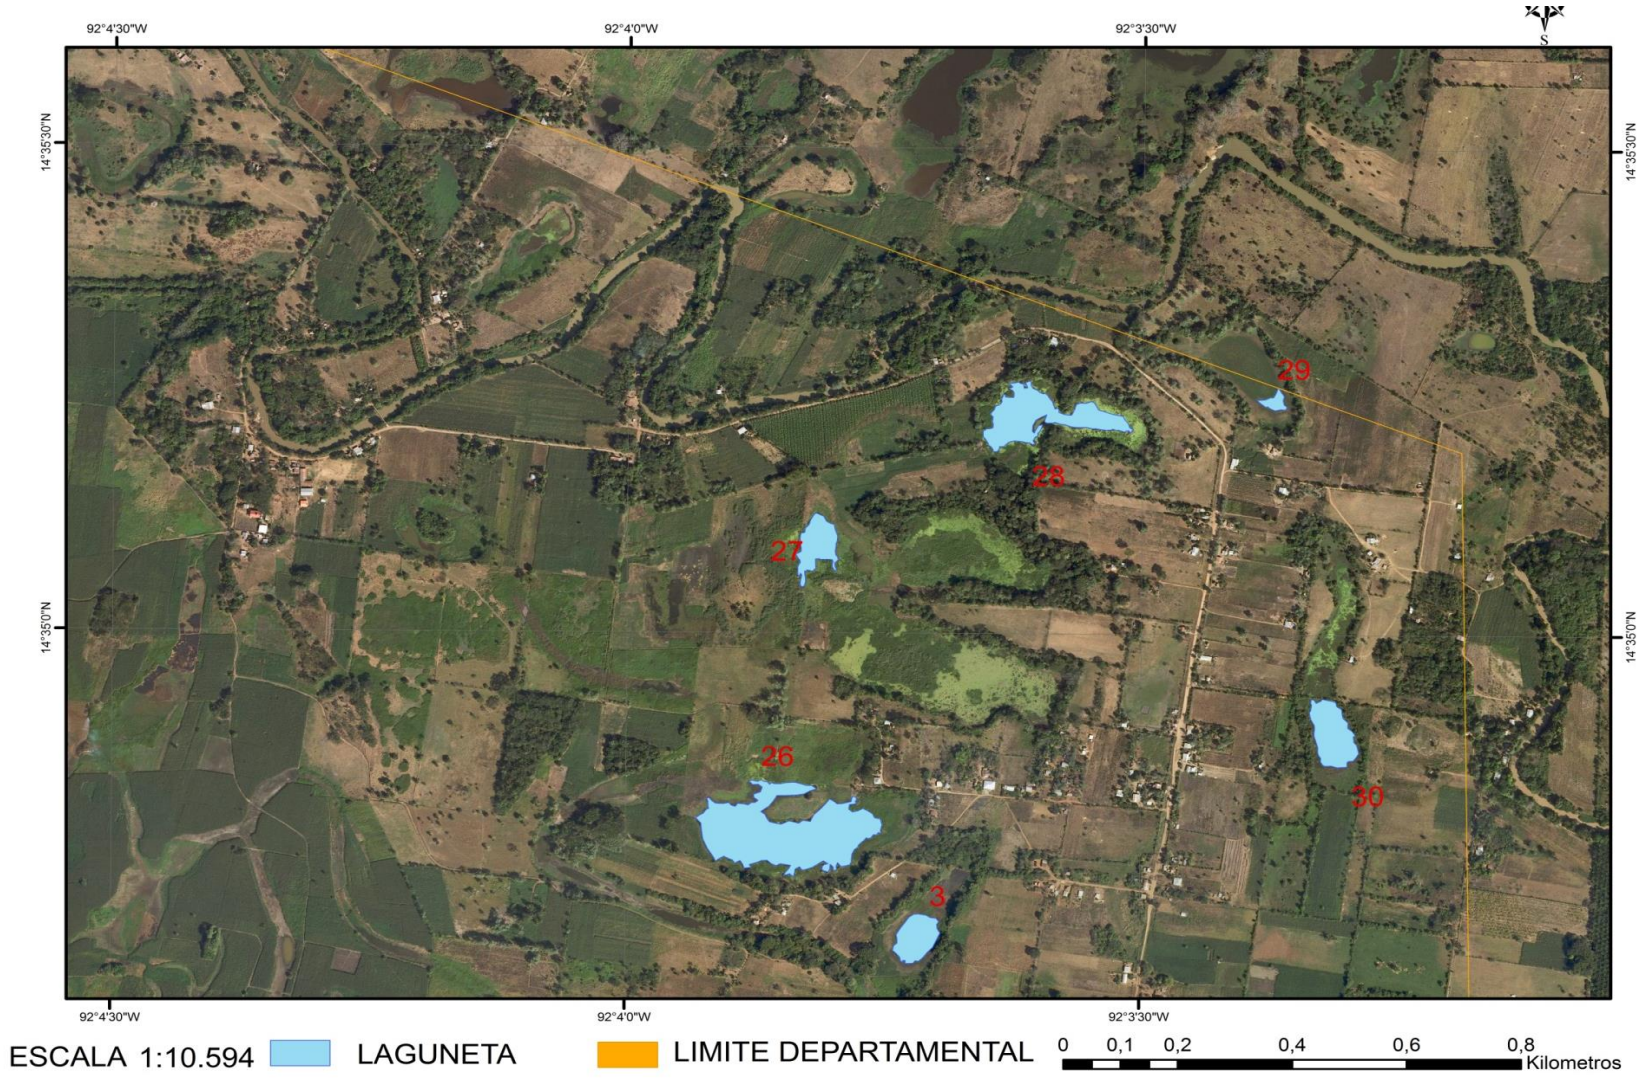 92°4'30"W 92°4'0"W 92°3'30"W
S
14°35'30"N 14°35'30"N
29
28
27
14°35'0"N 14°35'0"N
26
30
3
92°4'30"W 92°4'0"W 92°3'30"W
ESCALA 1:10.594 LAGUNETA LIMITE DEPARTAMENTAL 0 0,1 0,2 0,4 0,6 0,8
Kilometros